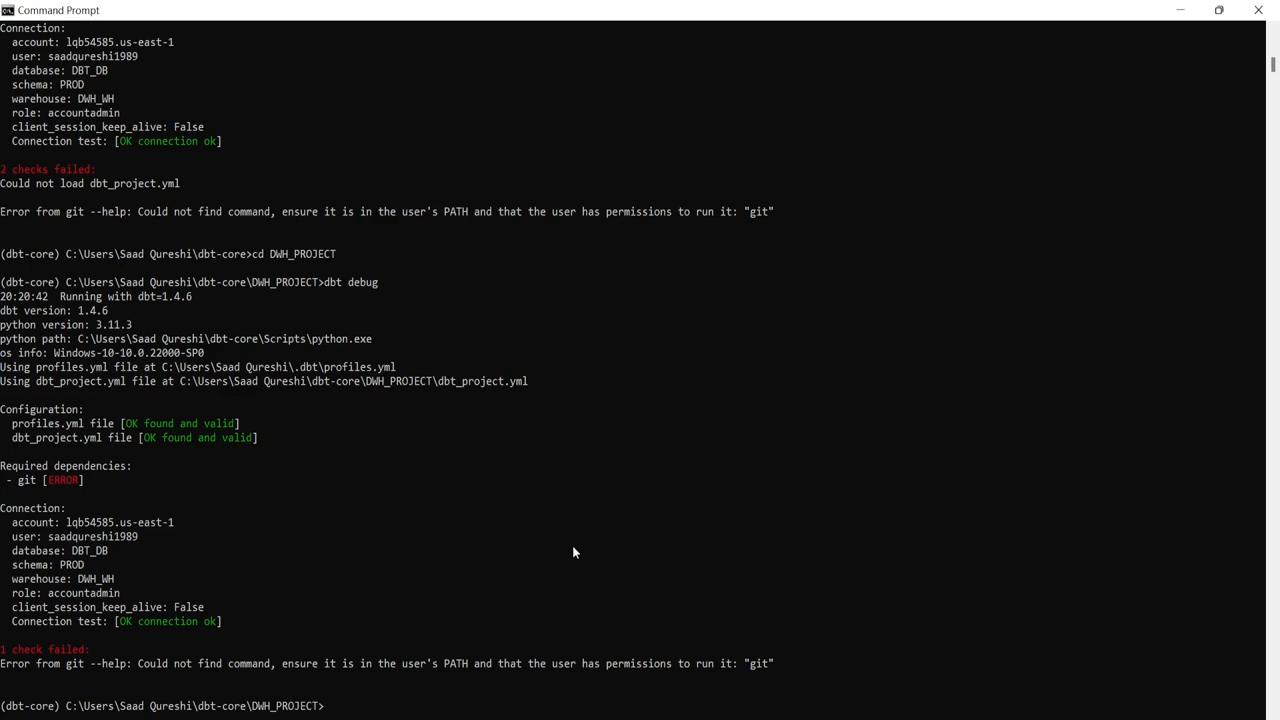 Command Prompt
Connection:
account: lqb54585.us-east-1
user: saadqureshi1989
database: DBT_DB
schema: PROD
warehouse: DWH_WH
role: accountadmin
client_session_keep_alive: False
Connection test: [OK connection ok]
2 checks failed:
Could not load dbt_project.yml
Error from git --help: Could not find command, ensure it is in the user's PATH and that the user has permissions to run it: "git"
(dbt-core) C:\Users\Saad Qureshi\dbt-core>cd DWH_PROJECT
(dbt-core) C:\Users\Saad Qureshi\dbt-core\DWH_PROJECT>dbt debug
20:20:42  Running with dbt=1.4.6
dbt version: 1.4.6
python version: 3.11.3
python path: C:\Users\Saad Qureshi\dbt-core\Scripts\python.exe
os info: Windows-10-10.0.22000-SP0
Using profiles.yml file at C:\Users\Saad Qureshi\.dbt\profiles.yml
Using dbt_project.yml file at C:\Users\Saad Qureshi\dbt-core\DWH_PROJECT\dbt_project.yml
Configuration:
profiles.yml file [OK found and valid]
dbt_project.yml file [OK found and valid]
Required dependencies:
- git [ERROR]
Connection:
account: lqb54585.us-east-1
user: saadqureshi1989
database: DBT_DB
schema: PROD
warehouse: DWH_WH
role: accountadmin
client_session_keep_alive: False
Connection test: [OK connection ok]
1 check failed:
Error from git --help: Could not find command, ensure it is in the user's PATH and that the user has permissions to run it: "git"
(dbt-core) C:\Users\Saad Qureshi\dbt-core\DWH_PROJECT>